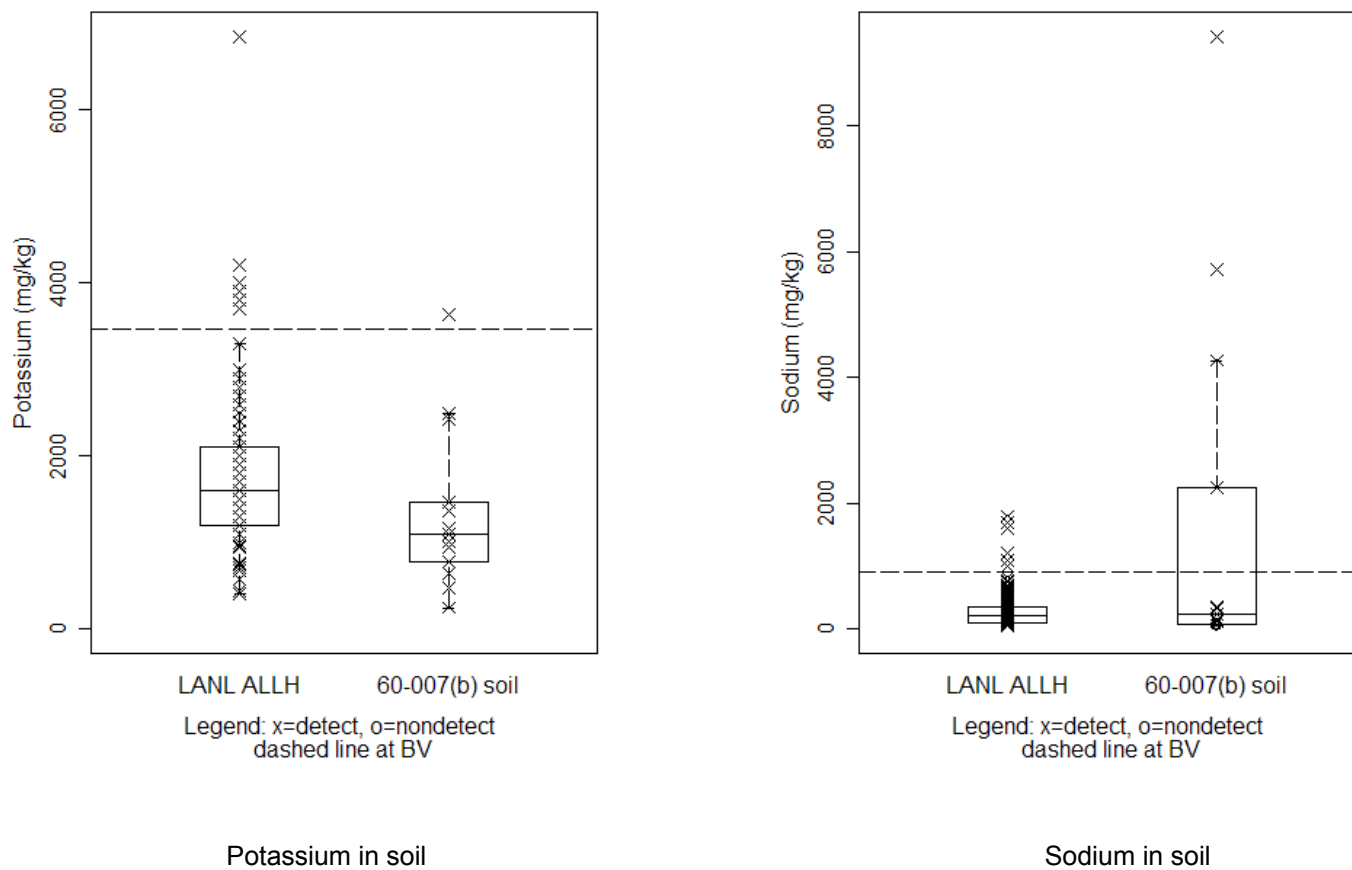 Potassium (mg/kg)
6000
4000
2000
0
LANL ALLH 60-007(b) soil
Legend: x=detect, o=nondetect
dashed line at BV
Potassium in soil
Sodium (mg/kg)
8000
6000
4000
2000
0
LANL ALLH 60-007(b) soil
Legend: x=detect, o=nondetect
dashed line at BV
Sodium in soil